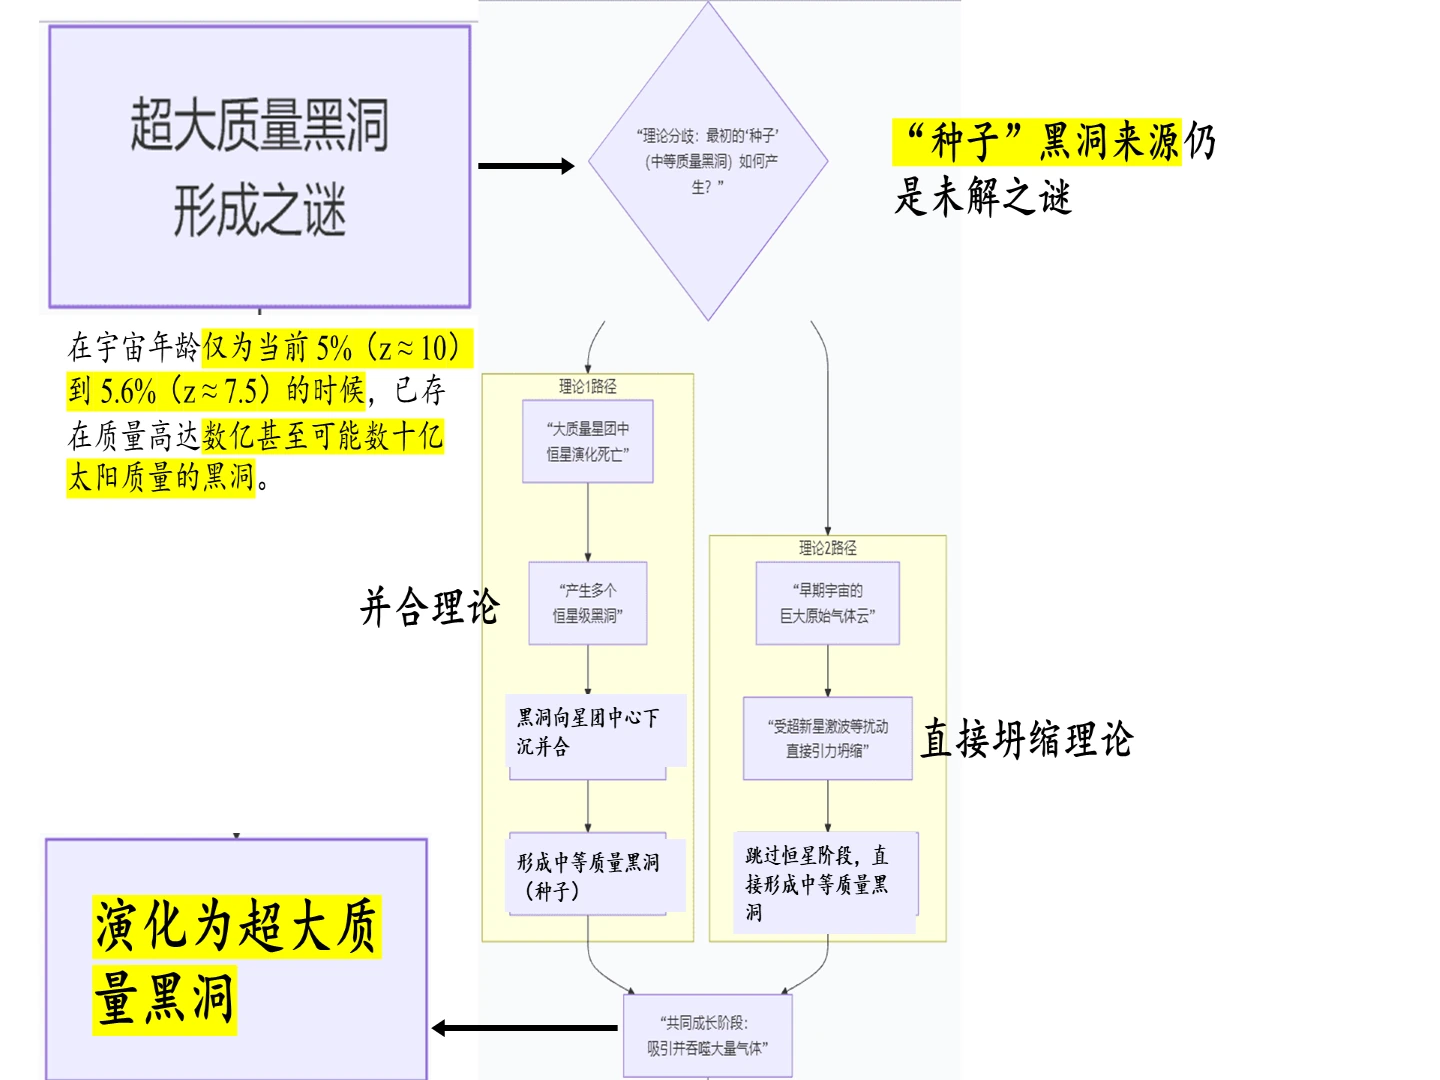 超大质量黑洞
形成之谜
“理论分歧：最初的‘种子’
（中等质量黑洞）如何产
生？”
“种子”黑洞来源仍
是未解之谜
在宇宙年龄仅为当前 5%（z ≈ 10）
到 5.6%（z ≈ 7.5）的时候，已存
在质量高达数亿甚至可能数十亿
太阳质量的黑洞。
理论1路径
“大质量星团中
恒星演化死亡”
“产生多个
恒星级黑洞”
并合理论
黑洞向星团中心下
沉并合
形成中等质量黑洞
（种子）
理论2路径
“早期宇宙的
巨大原始气体云”
“受超新星激波等扰动
直接引力坍缩”
直接坍缩理论
跳过恒星阶段，直
接形成中等质量黑
洞
“共同成长阶段：
吸引并吞噬大量气体”
演化为超大质
量黑洞